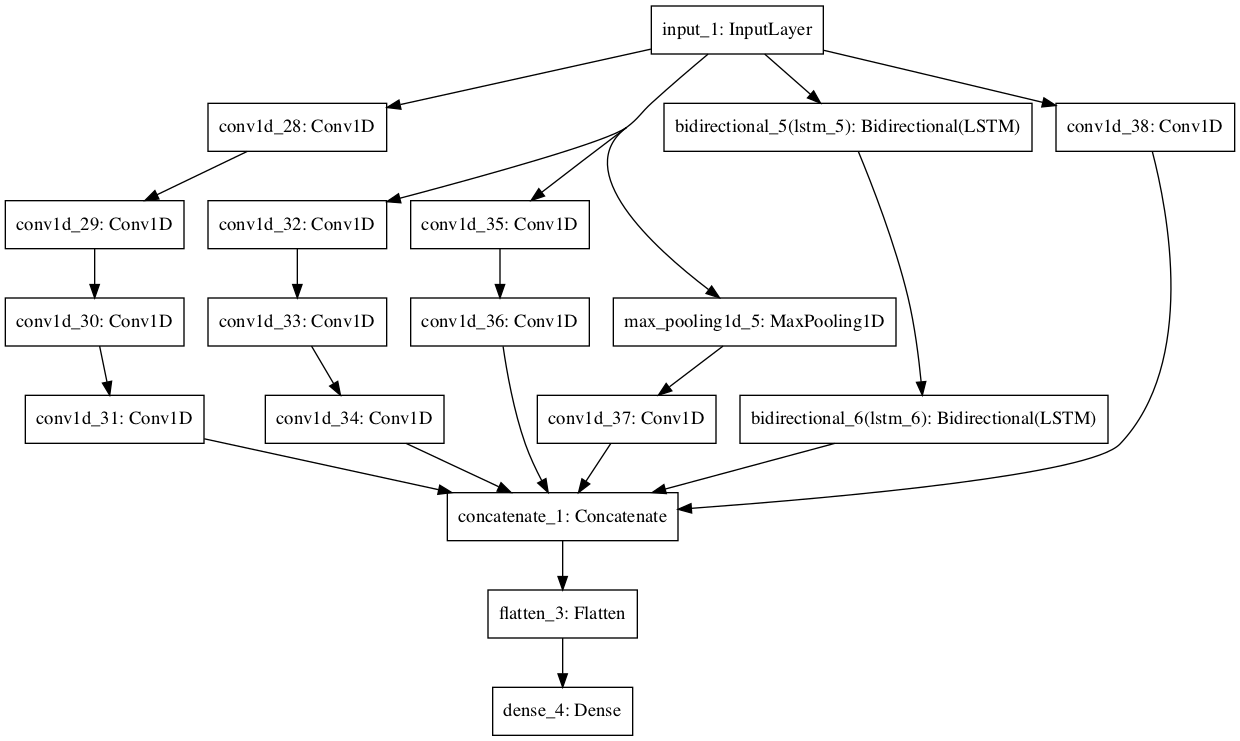 input_1: InputLayer
conv1d_28: Conv1D
bidirectional_5(lstm_5): Bidirectional(LSTM)
conv1d_38: Conv1D
conv1d_29: Conv1D
conv1d_32: Conv1D
conv1d_35: Conv1D
conv1d_30: Conv1D
conv1d_33: Conv1D
conv1d_36: Conv1D
max_pooling1d_5: MaxPooling1D
conv1d_31: Conv1D
conv1d_34: Conv1D
conv1d_37: Conv1D
bidirectional_6(lstm_6): Bidirectional(LSTM)
concatenate_1: Concatenate
flatten_3: Flatten
dense_4: Dense